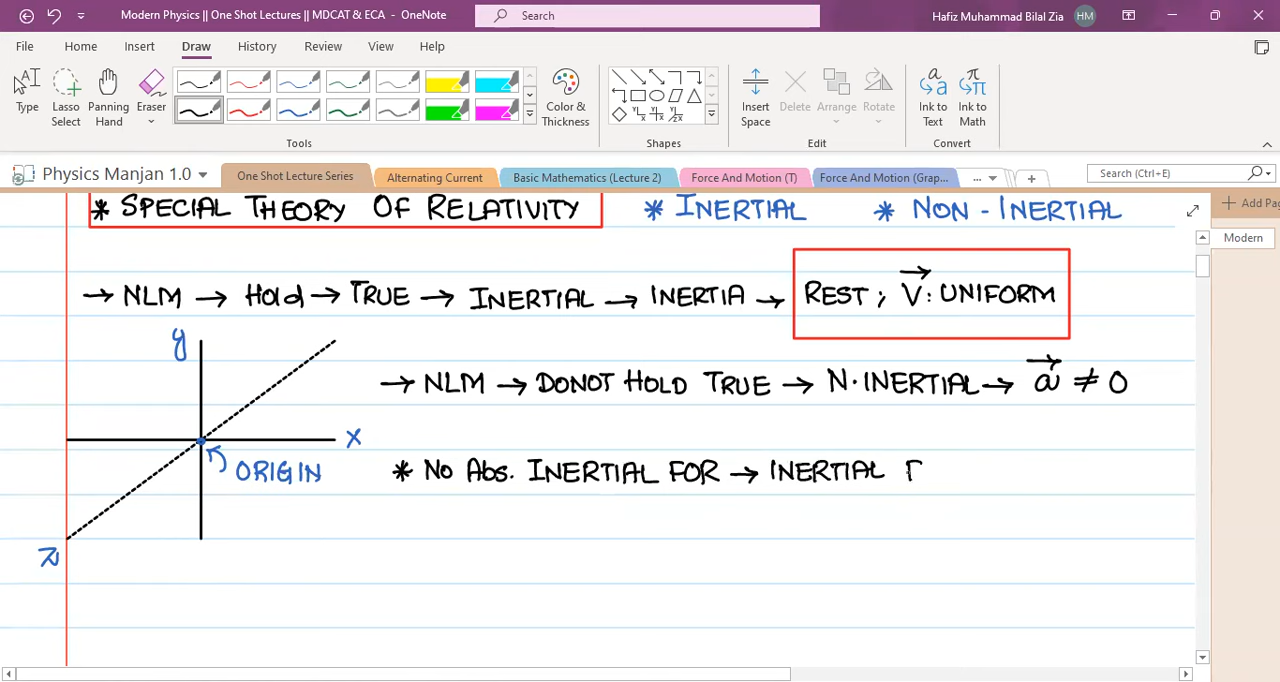 Modern Physics || One Shot Lectures || MDCAT & ECA - OneNote
Search
Hafiz Muhammad Bilal Zia HM
File Home Insert Draw History Review View Help
Type Lasso Select Panning Hand Eraser Color & Thickness Insert Space Delete Arrange Rotate Ink to Text Ink to Math
Tools Shapes Edit Convert
Physics Manjan 1.0 One Shot Lecture Series Alternating Current Basic Mathematics (Lecture 2) Force And Motion (T) Force And Motion (Grap... ... Search (Ctrl+E)
* SPECIAL THEORY OF RELATIVITY * INERTIAL * NON - INERTIAL
Add Pag
Modern
→ NLM → Hold → TRUE → INERTIAL → INERTIA → REST ; V⃗ : UNIFORM
y
→ NLM → DONOT HOLD TRUE → N·INERTIAL → a⃗ ≠ 0
x
ORIGIN
* No Abs. INERTIAL FOR → INERTIAL
z